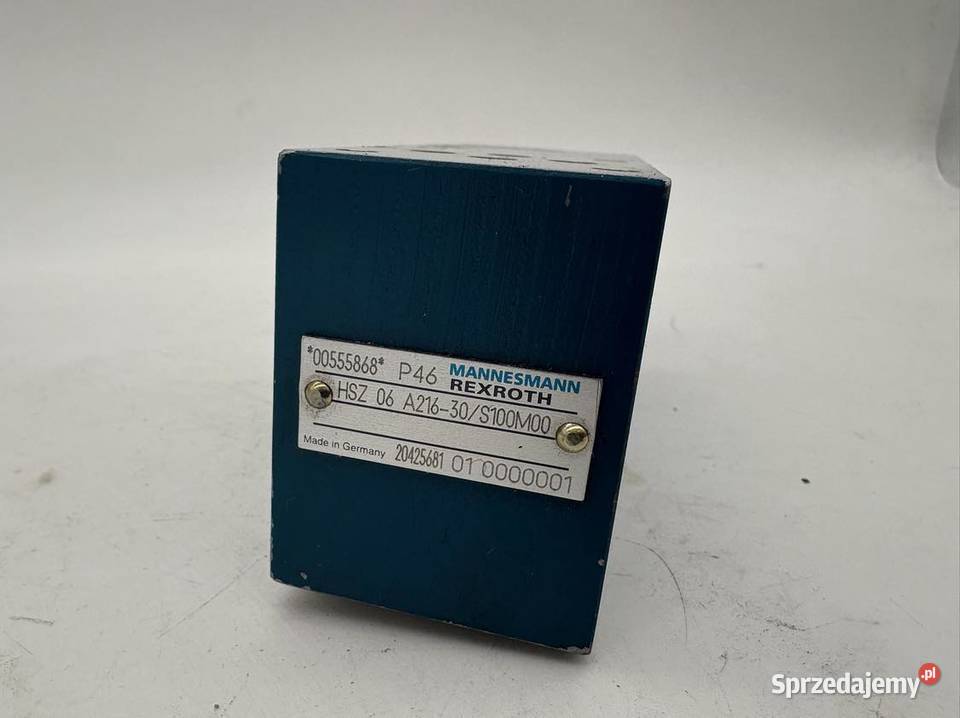 *00555868* P46 MANNESMANN REXROTH
HSZ 06 A216-30/S100M00
Made in Germany 20425681 01 0000001
Sprzedajemy.pl